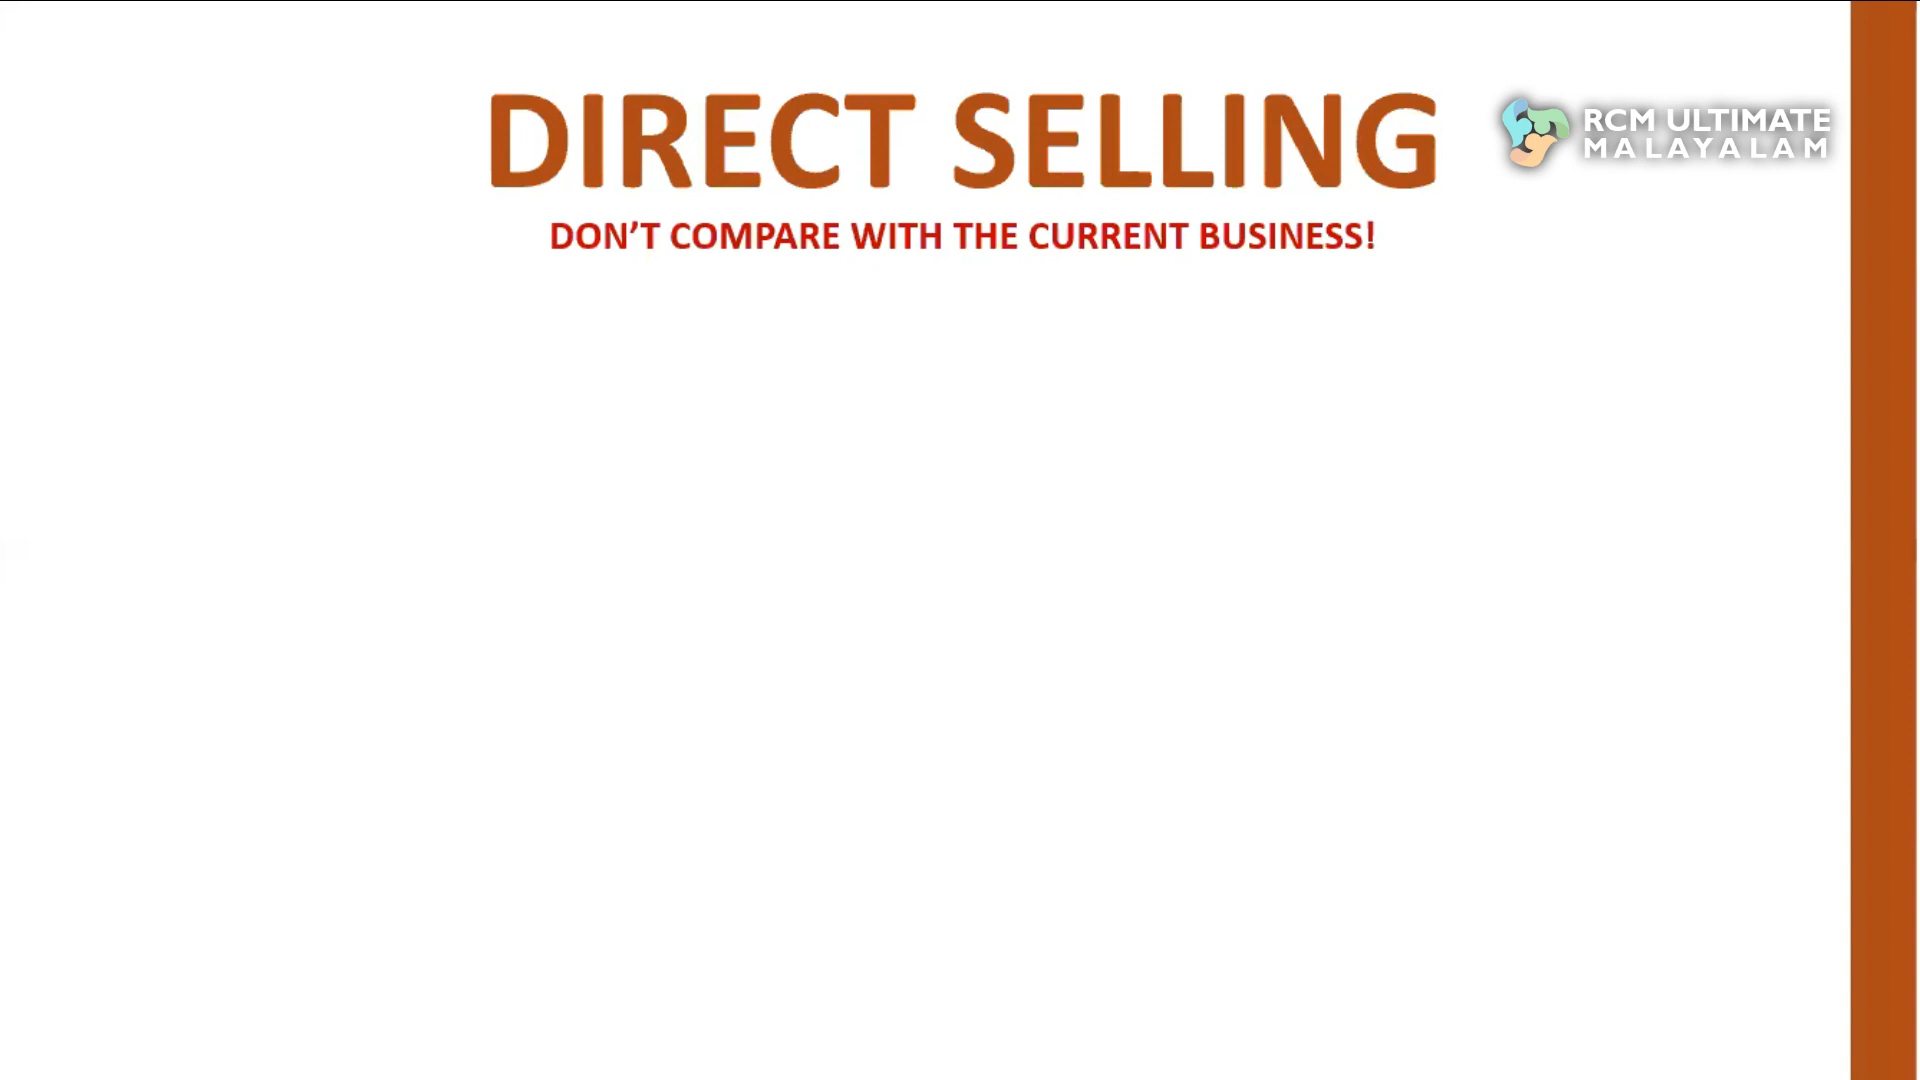 DIRECT SELLING
DON’T COMPARE WITH THE CURRENT BUSINESS!
RCM ULTIMATE
MALAYALAM